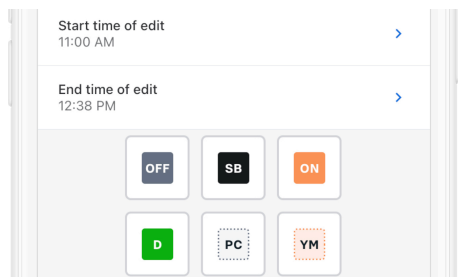 Start time of edit
11:00 AM
End time of edit
12:38 PM
OFF SB ON
D PC YM